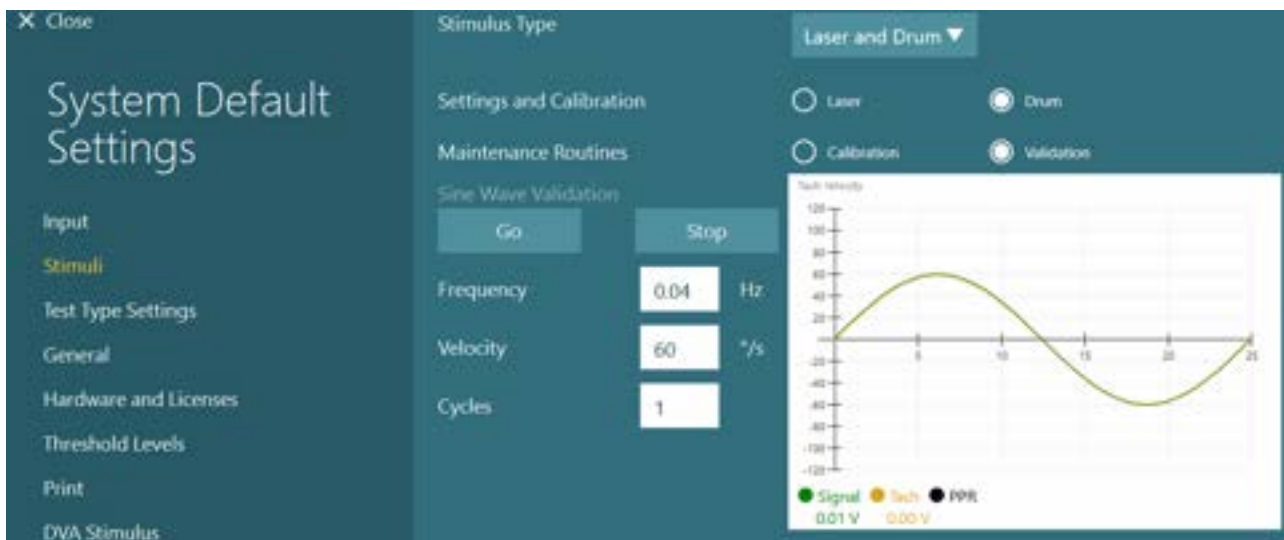 Close
System Default
Settings
Input
Stimuli
Test Type Settings
General
Hardware and Licenses
Threshold Levels
Print
DVA Stimulus
Stimulus Type
Laser and Drum
Settings and Calibration
Laser
Drum
Maintenance Routines
Calibration
Validation
Sine Wave Validation
Go
Stop
Frequency
0.04
Hz
Velocity
60
°/s
Cycles
1
Tach Velocity
120
100
80
60
40
20
-20
-40
-60
-80
-100
-120
5
10
15
20
25
Signal
Tach
PPR
0.01 V
0.00 V